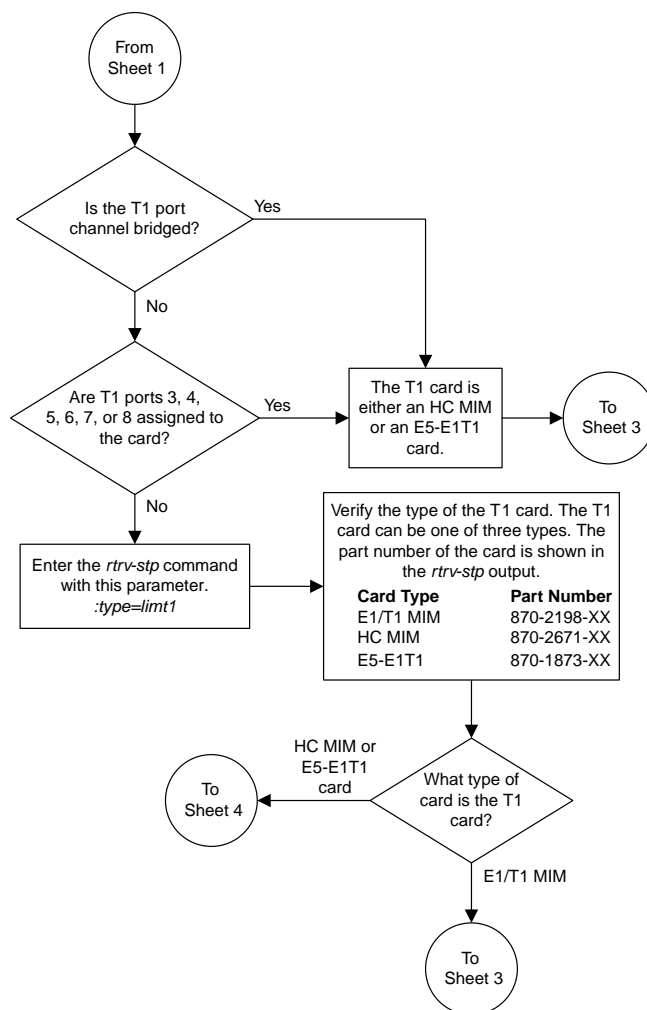 From
Sheet 1
Is the T1 port
channel bridged?
Yes
No
Are T1 ports 3, 4,
5, 6, 7, or 8 assigned to
the card?
Yes
The T1 card is
either an HC MIM
or an E5-E1T1
card.
To
Sheet 3
No
Enter the rtrv-stp command
with this parameter.
:type=limt1
Verify the type of the T1 card. The T1
card can be one of three types. The
part number of the card is shown in
the rtrv-stp output.
Card Type Part Number
E1/T1 MIM 870-2198-XX
HC MIM 870-2671-XX
E5-E1T1 870-1873-XX
What type of
card is the T1
card?
HC MIM or
E5-E1T1
card
To
Sheet 4
E1/T1 MIM
To
Sheet 3